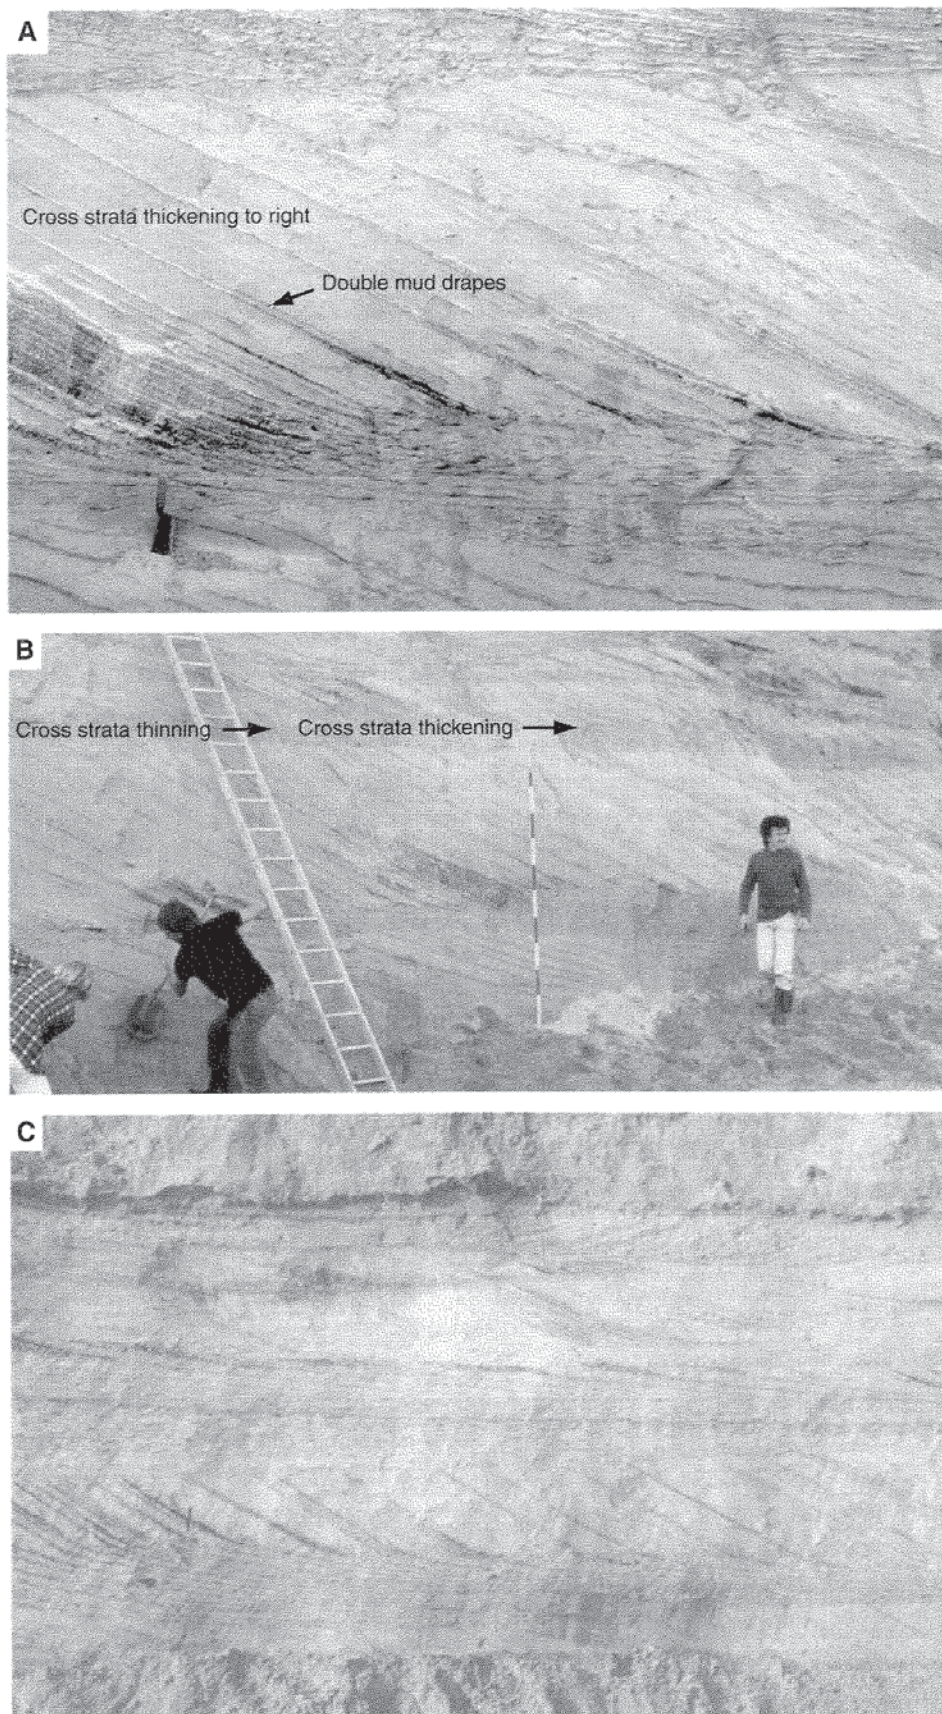 A
Cross strata thickening to right
Double mud drapes
B
Cross strata thinning
Cross strata thickening
C